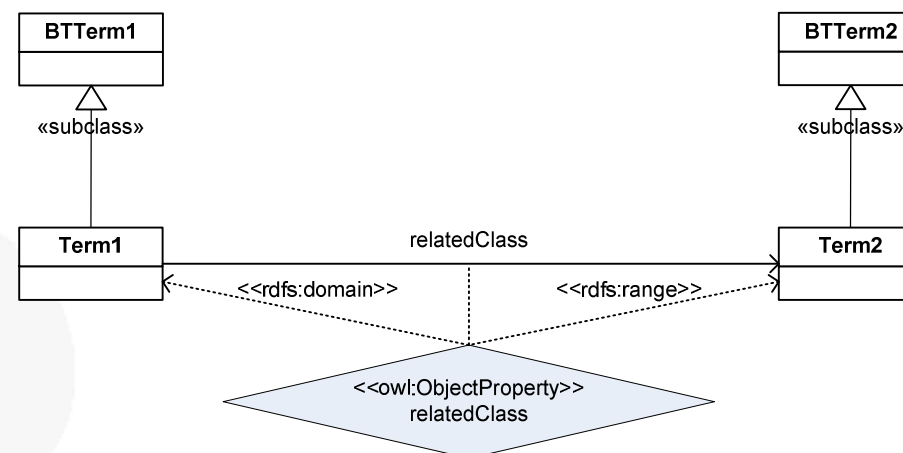 BTTerm1
BTTerm2
«subclass»
«subclass»
Term1
relatedClass
Term2
<<rdfs:domain>>
<<rdfs:range>>
<<owl:ObjectProperty>>
relatedClass